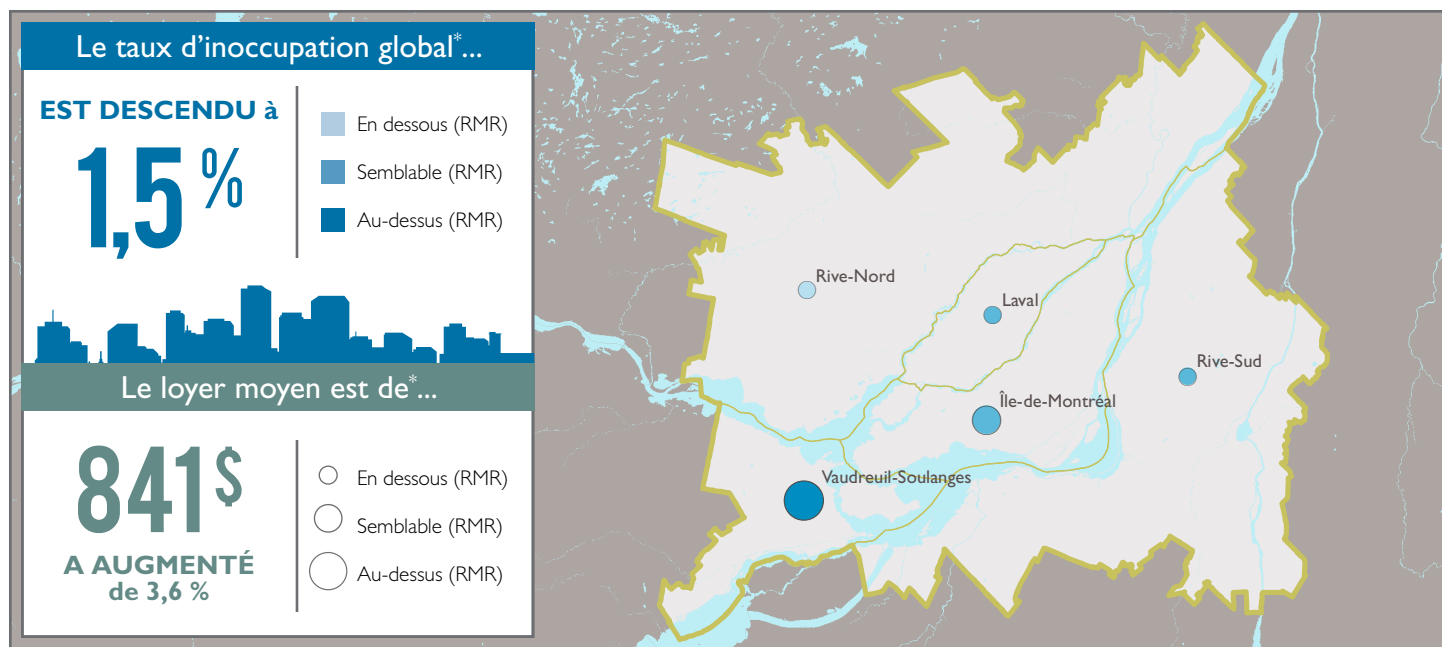 Le taux d'inoccupation global*...
EST DESCENDU à
1,5 %
En dessous (RMR)
Semblable (RMR)
Au-dessus (RMR)
Le loyer moyen est de*...
841 $
A AUGMENTÉ
de 3,6 %
En dessous (RMR)
Semblable (RMR)
Au-dessus (RMR)
Rive-Nord
Laval
Rive-Sud
Île-de-Montréal
Vaudreuil-Soulanges